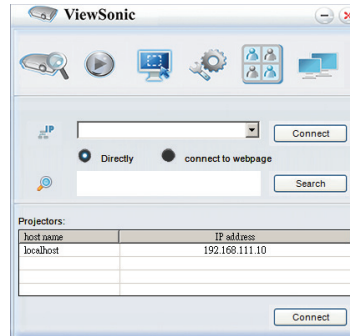 ViewSonic
IP
Connect
Directly connect to webpage
Search
Projectors:
host name IP address
localhost 192.168.111.10
Connect